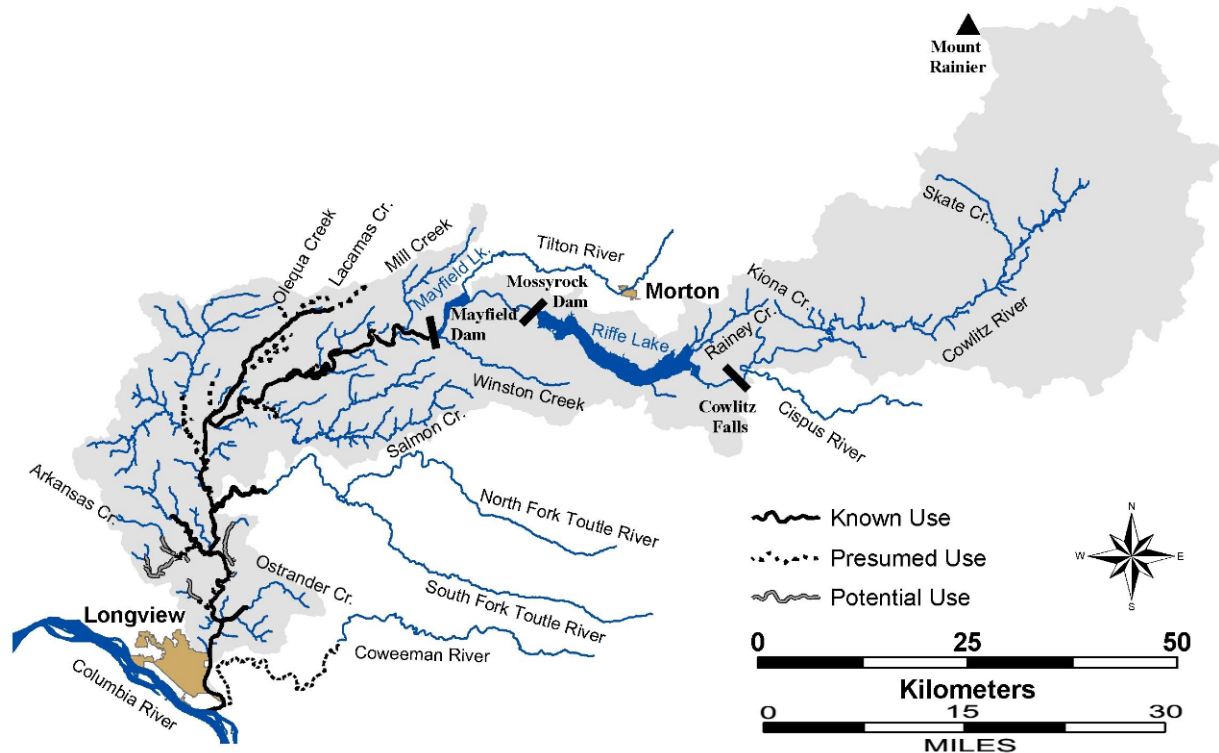 Mount
Rainier
Skate Cr.
Olequa Creek
Lacamas Cr.
Mill Creek
Mayfield Lk.
Tilton River
Mossyrock
Dam
Morton
Kiona Cr.
Cowlitz River
Mayfield
Dam
Riffe Lake
Rainey Cr.
Winston Creek
Cowlitz
Falls
Cispus River
Salmon Cr.
Arkansas Cr.
North Fork Toutle River
South Fork Toutle River
Ostrander Cr.
Longview
Coweeman River
Columbia River
Known Use
Presumed Use
Potential Use
N
W
E
S
0 25 50
Kilometers
0 15 30
MILES